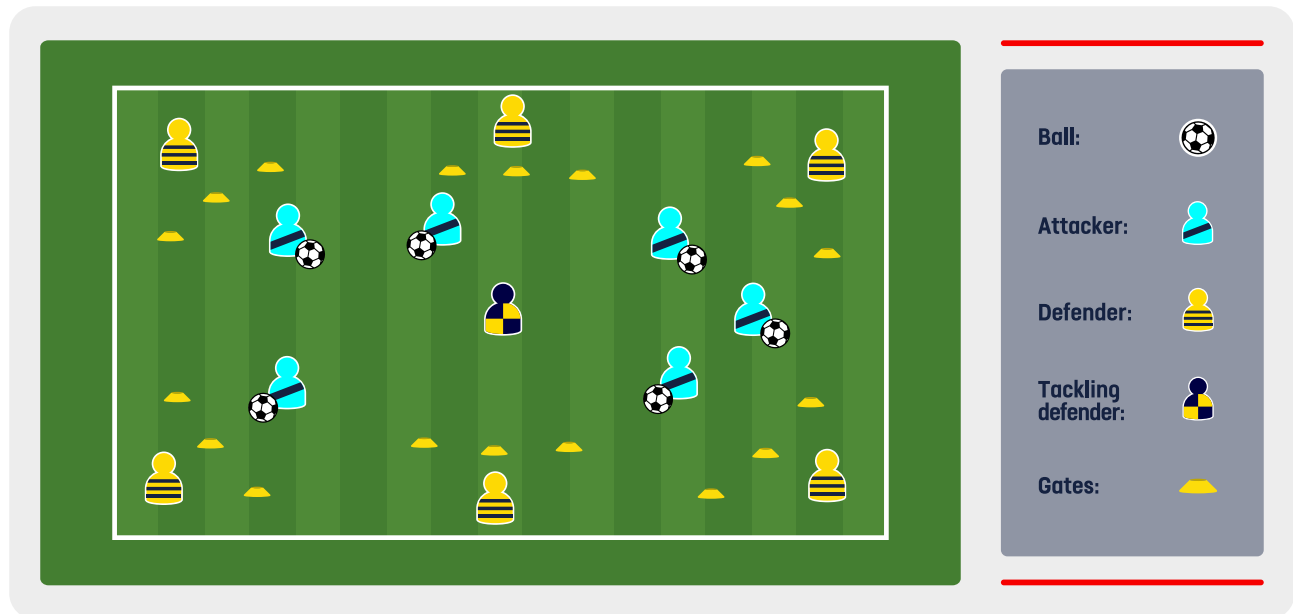 Ball:
Attacker:
Defender:
Tackling
defender:
Gates: